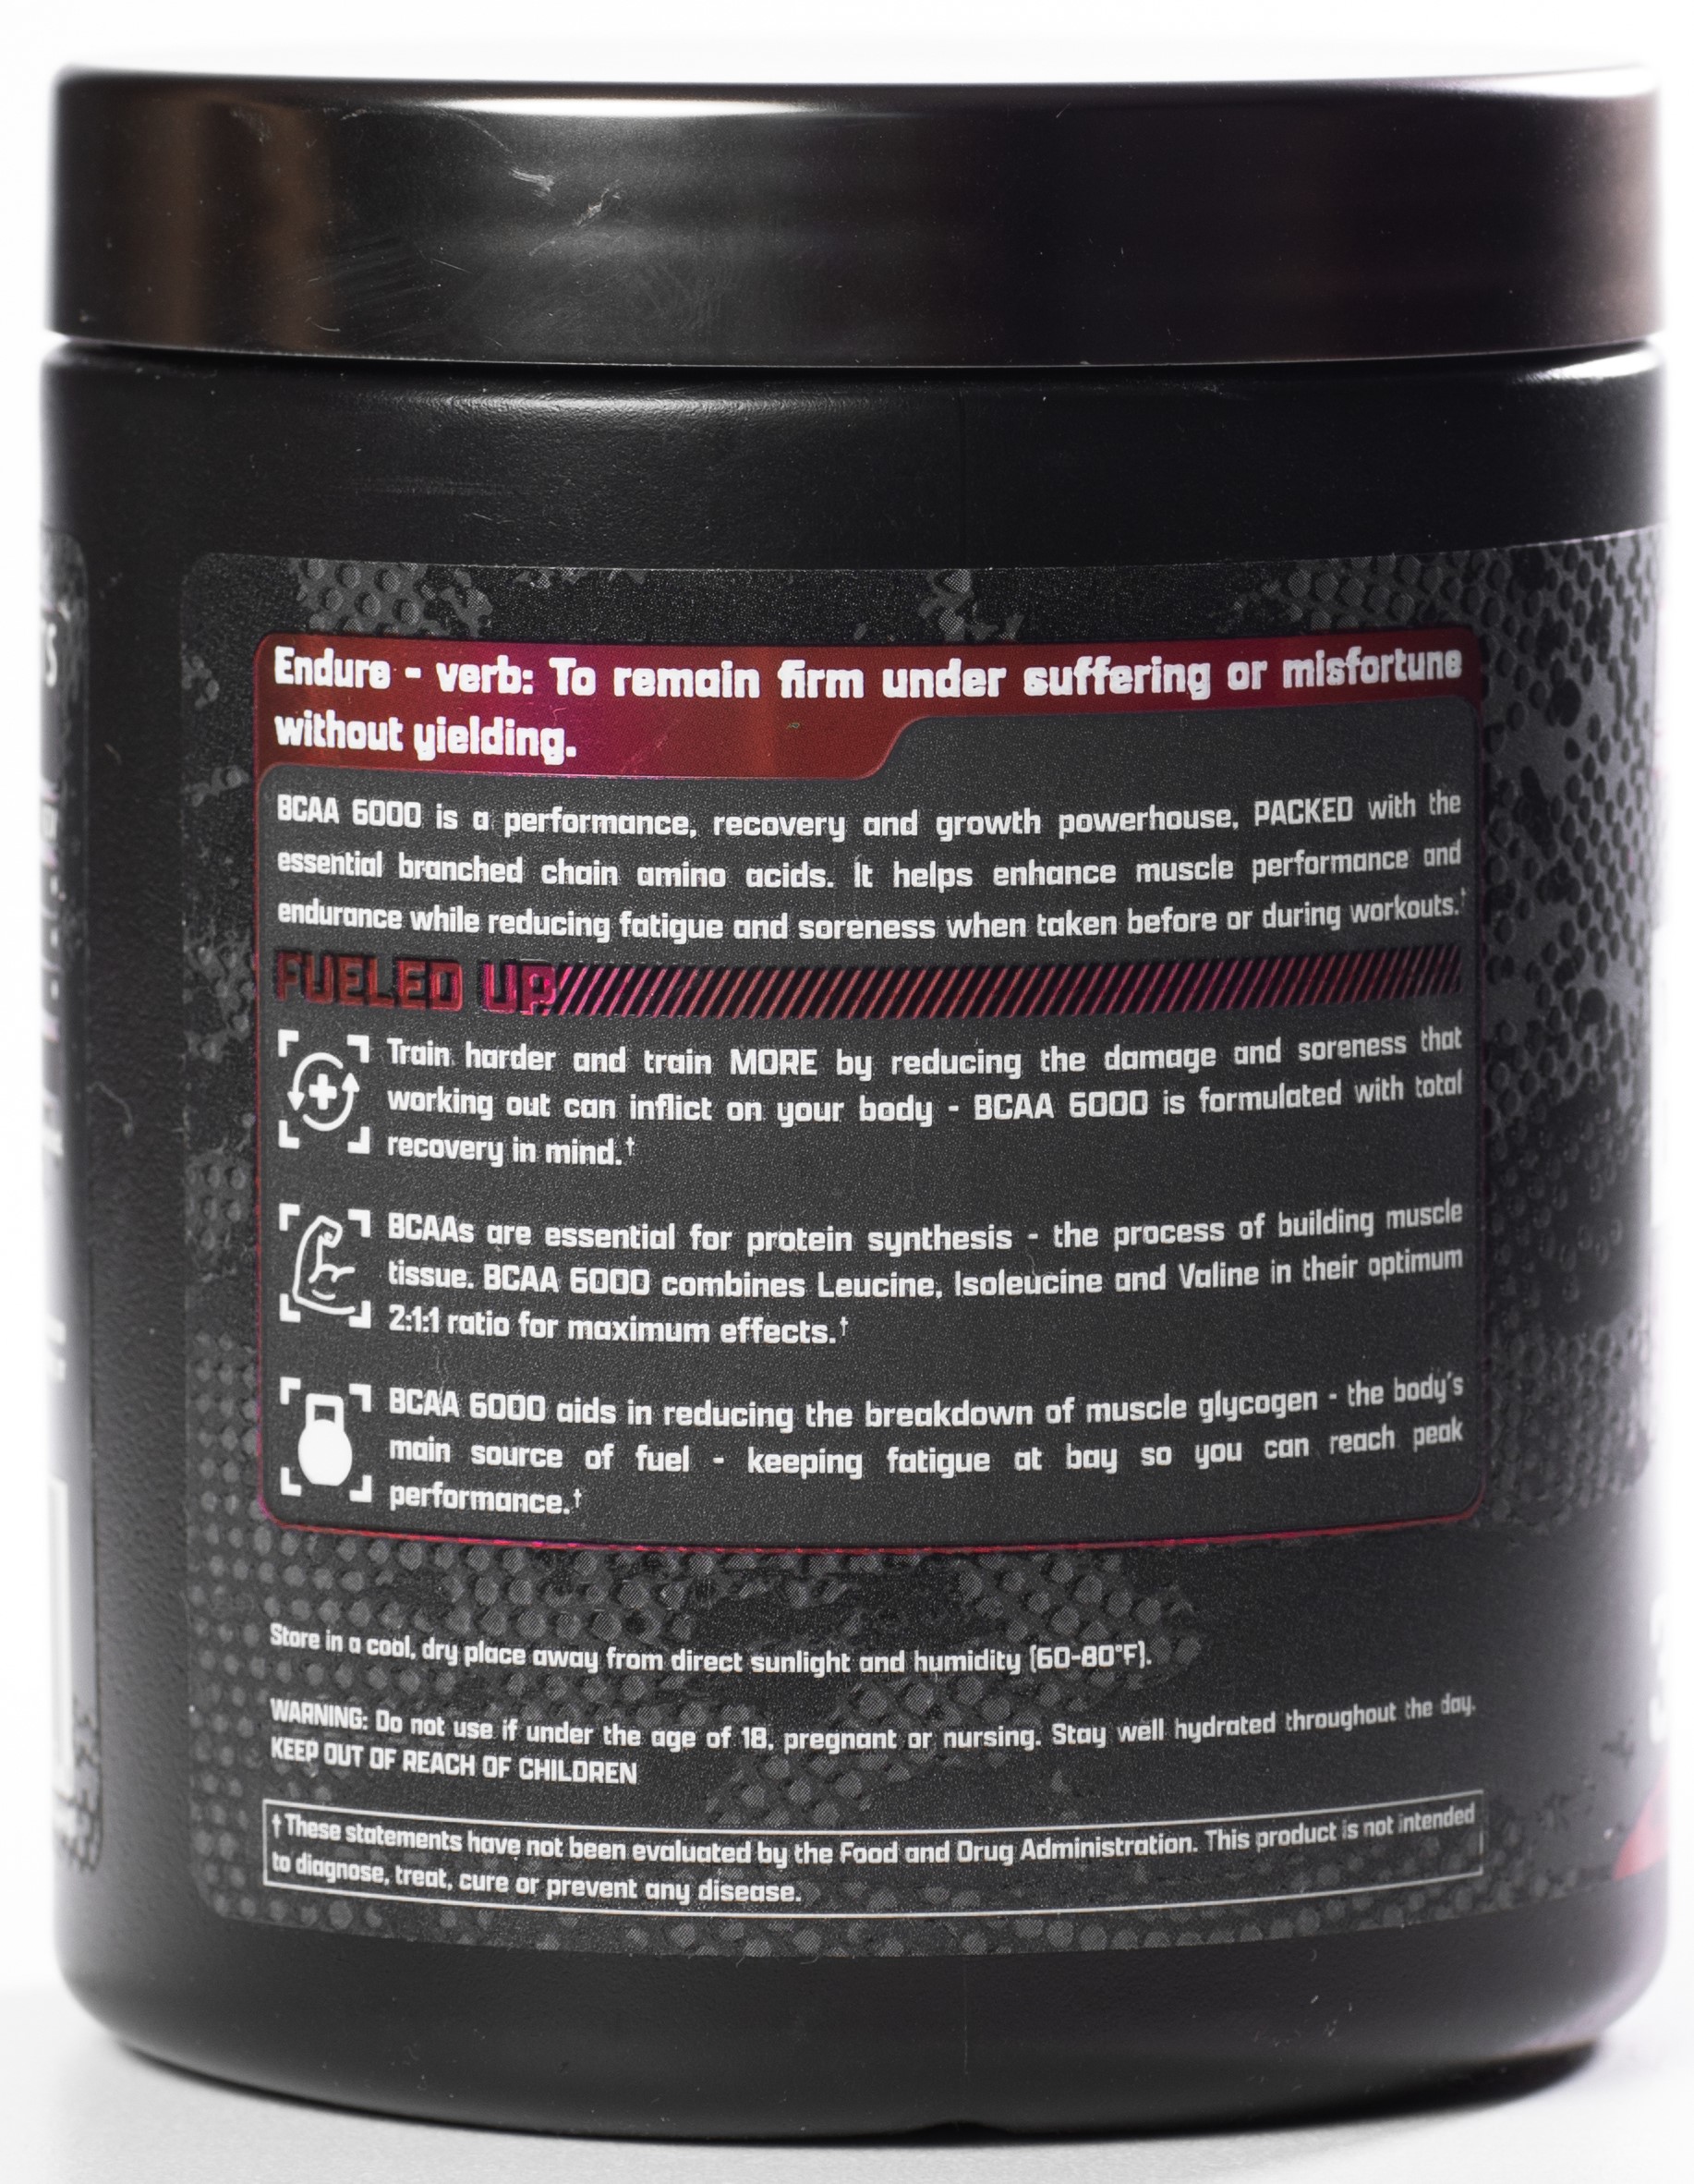 Endure - verb: To remain firm under suffering or misfortune
without yielding.
BCAA 6000 is a performance, recovery and growth powerhouse, PACKED with the
essential branched chain amino acids. It helps enhance muscle performance and
endurance while reducing fatigue and soreness when taken before or during workouts.†
FUELED UP
Train harder and train MORE by reducing the damage and soreness that
working out can inflict on your body - BCAA 6000 is formulated with total
recovery in mind.†
BCAAs are essential for protein synthesis - the process of building muscle
tissue. BCAA 6000 combines Leucine, Isoleucine and Valine in their optimum
2:1:1 ratio for maximum effects.†
BCAA 6000 aids in reducing the breakdown of muscle glycogen - the body's
main source of fuel - keeping fatigue at bay so you can reach peak
performance.†
Store in a cool, dry place away from direct sunlight and humidity (60-80°F).
WARNING: Do not use if under the age of 18, pregnant or nursing. Stay well hydrated throughout the day.
KEEP OUT OF REACH OF CHILDREN
† These statements have not been evaluated by the Food and Drug Administration. This product is not intended
to diagnose, treat, cure or prevent any disease.